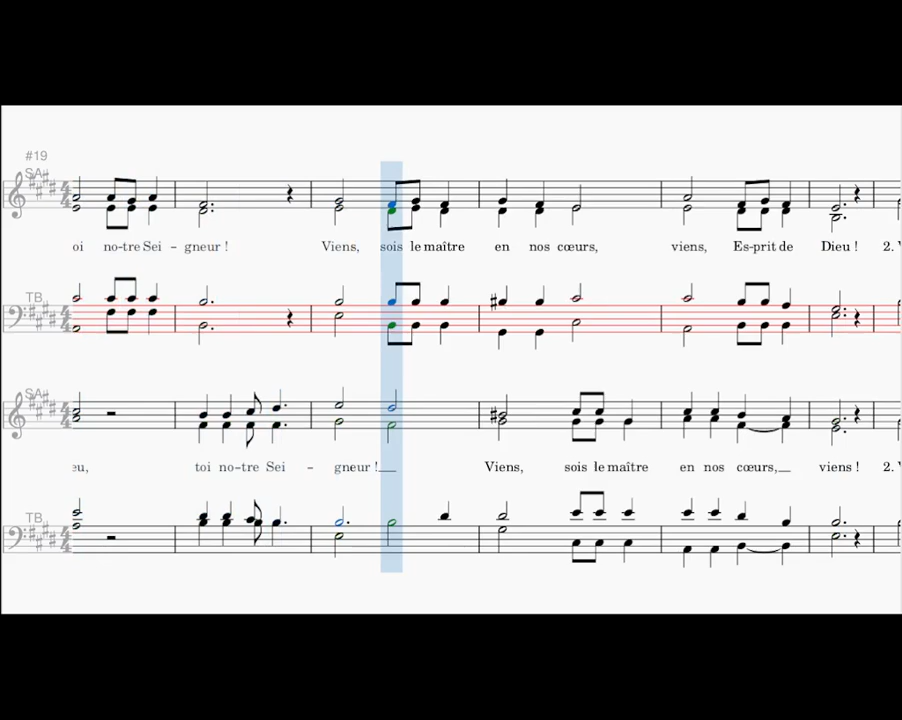 #19
SA
oi no-tre Sei - gneur ! Viens, sois le maître en nos cœurs, viens, Es-prit de Dieu ! 2.
TB
SA
eu, toi no-tre Sei - gneur !__ Viens, sois le maître en nos cœurs,__ viens ! 2.
TB